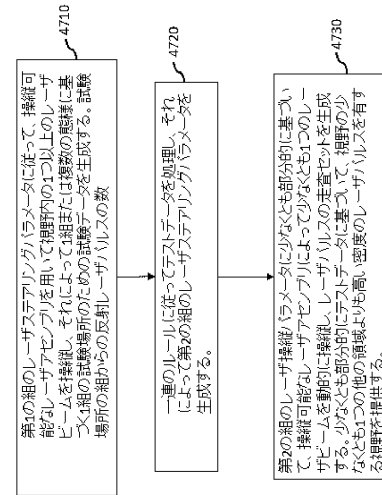 4710
第1の組のレーザステアリングパラメータに従って、操縦可
能なレーザアセンブリを用いて視野内の1つ以上のレーザ
ビームを操縦し、それによって1組または複数の態様に基
づく1組の試験場所のための試験データを生成する。試験
場所の組からの反射レーザパルスの数
4720
一連のルールに従ってテストデータを処理し、それ
によって第2の組のレーザステアリングパラメータを
生成する。
4730
第2の組のレーザ操縦パラメータに少なくとも部分的に基づい
て、操縦可能なレーザアセンブリによって少なくとも1つのレー
ザビームを動的に操縦し、レーザパルスの走査セットを生成
する。少なくとも部分的にテストデータに基づいて、視野の少
なくとも1つの他の領域よりも高い密度のレーザパルスを有す
る視野を提供する。